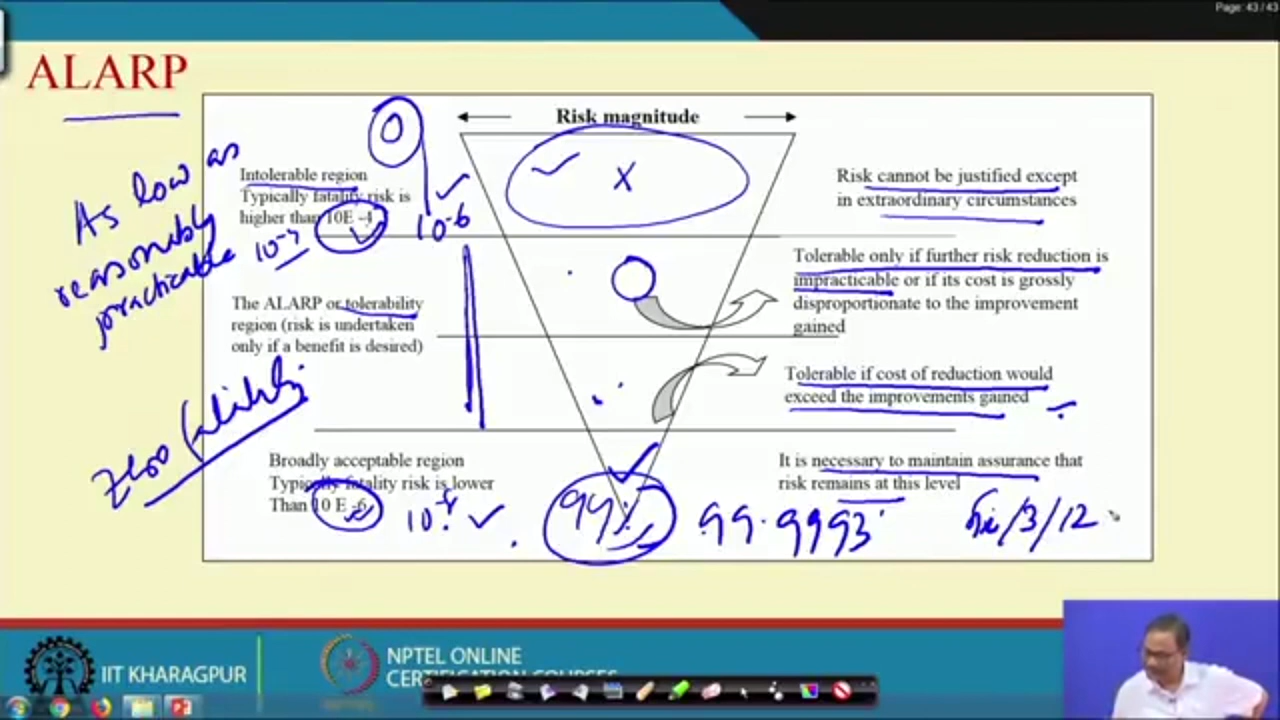 Page: 43 / 43
ALARP
Risk magnitude
As low as
reasonably
practicable
0
Intolerable region
Typically fatality risk is
higher than 10E -4
10-6
Risk cannot be justified except
in extraordinary circumstances
The ALARP or tolerability
region (risk is undertaken
only if a benefit is desired)
Tolerable only if further risk reduction is
impracticable or if its cost is grossly
disproportionate to the improvement
gained
Tolerable if cost of reduction would
exceed the improvements gained
Zero
Broadly acceptable region
Typically fatality risk is lower
Than 10 E -6
It is necessary to maintain assurance that
risk remains at this level
99%
99.9993
IIT KHARAGPUR
NPTEL ONLINE
CERTIFICATION COURSES